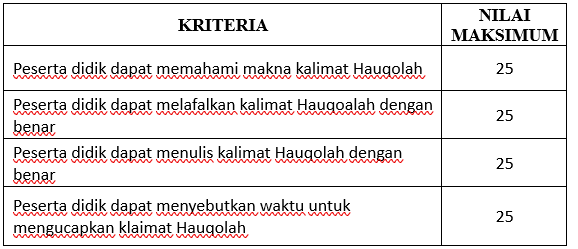 KRITERIA
NILAI
MAKSIMUM
Peserta didik dapat memahami makna kalimat Hauqolah
25
Peserta didik dapat melafalkan kalimat Hauqoalah dengan
benar
25
Peserta didik dapat menulis kalimat Hauqolah dengan
benar
25
Peserta didik dapat menyebutkan waktu untuk
mengucapkan klaimat Hauqolah
25